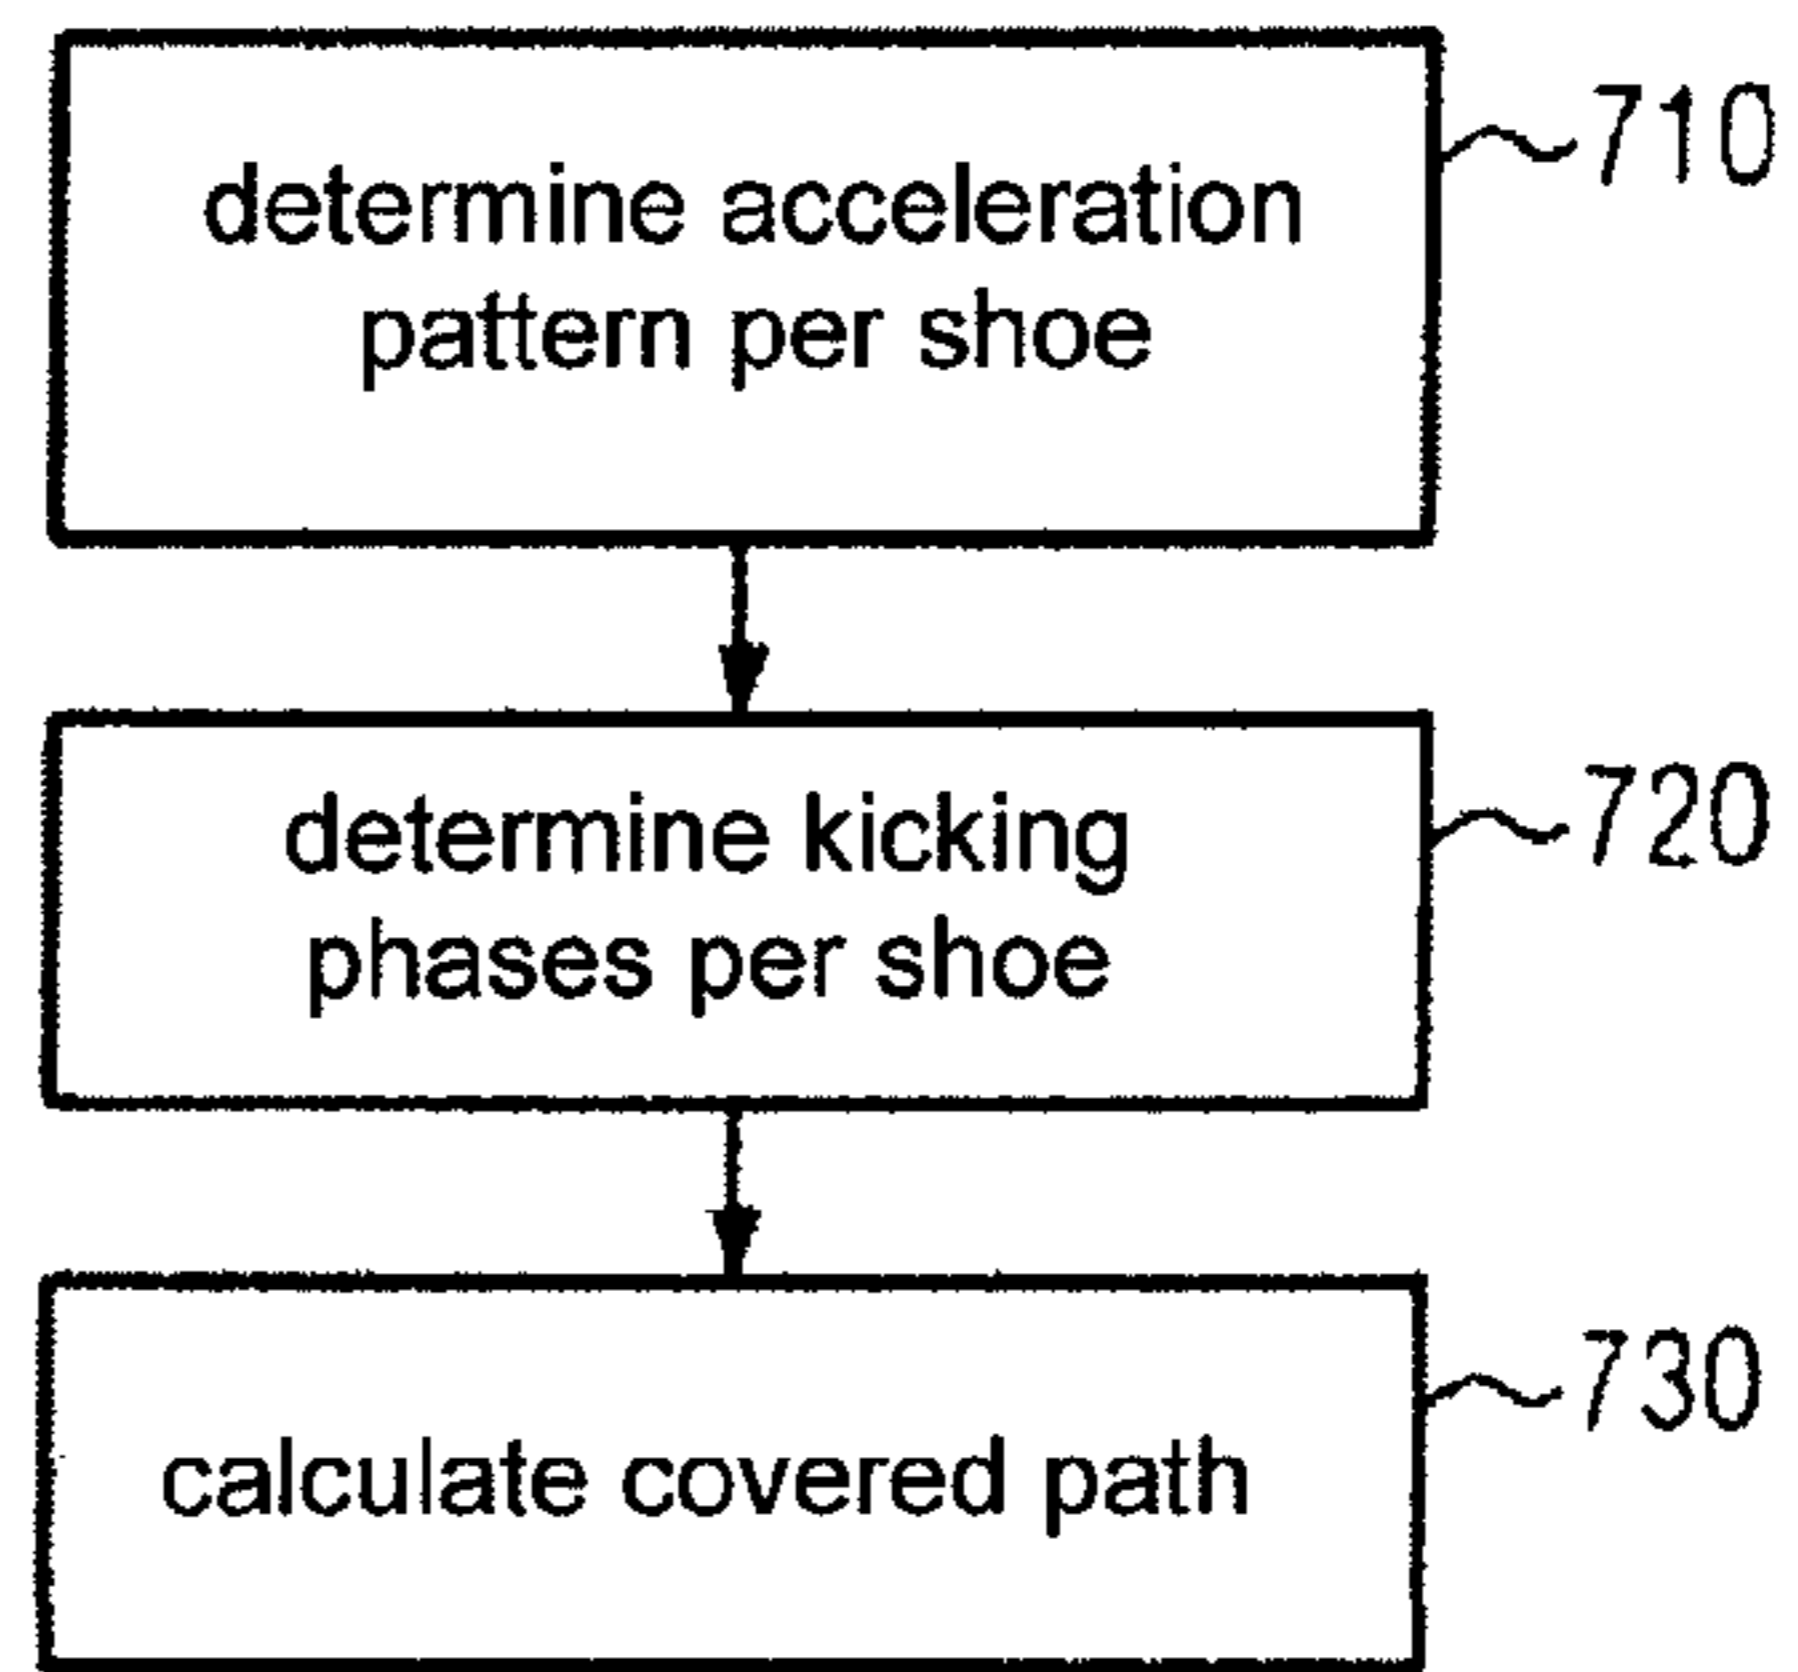 determine acceleration
pattern per shoe
710
determine kicking
phases per shoe
720
calculate covered path
730